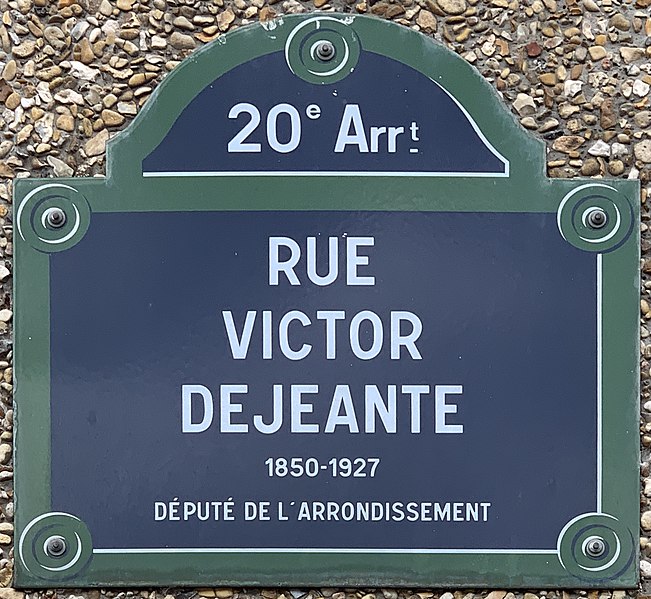 20e Arrt
RUE
VICTOR
DEJEANTE
1850-1927
DÉPUTÉ DE L'ARRONDISSEMENT